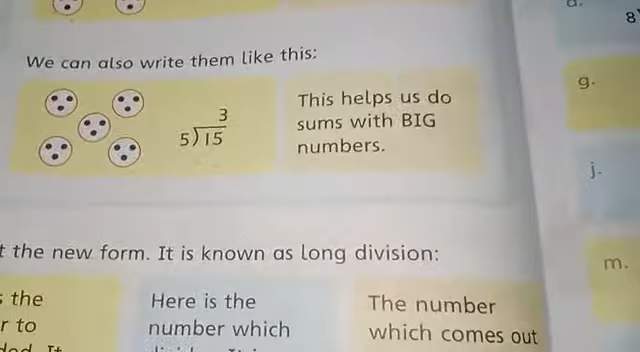 We can also write them like this:
3
5)15
This helps us do
sums with BIG
numbers.
g.
j.
m.
8
t the new form. It is known as long division:
the
r to
Here is the
number which
The number
which comes out
It